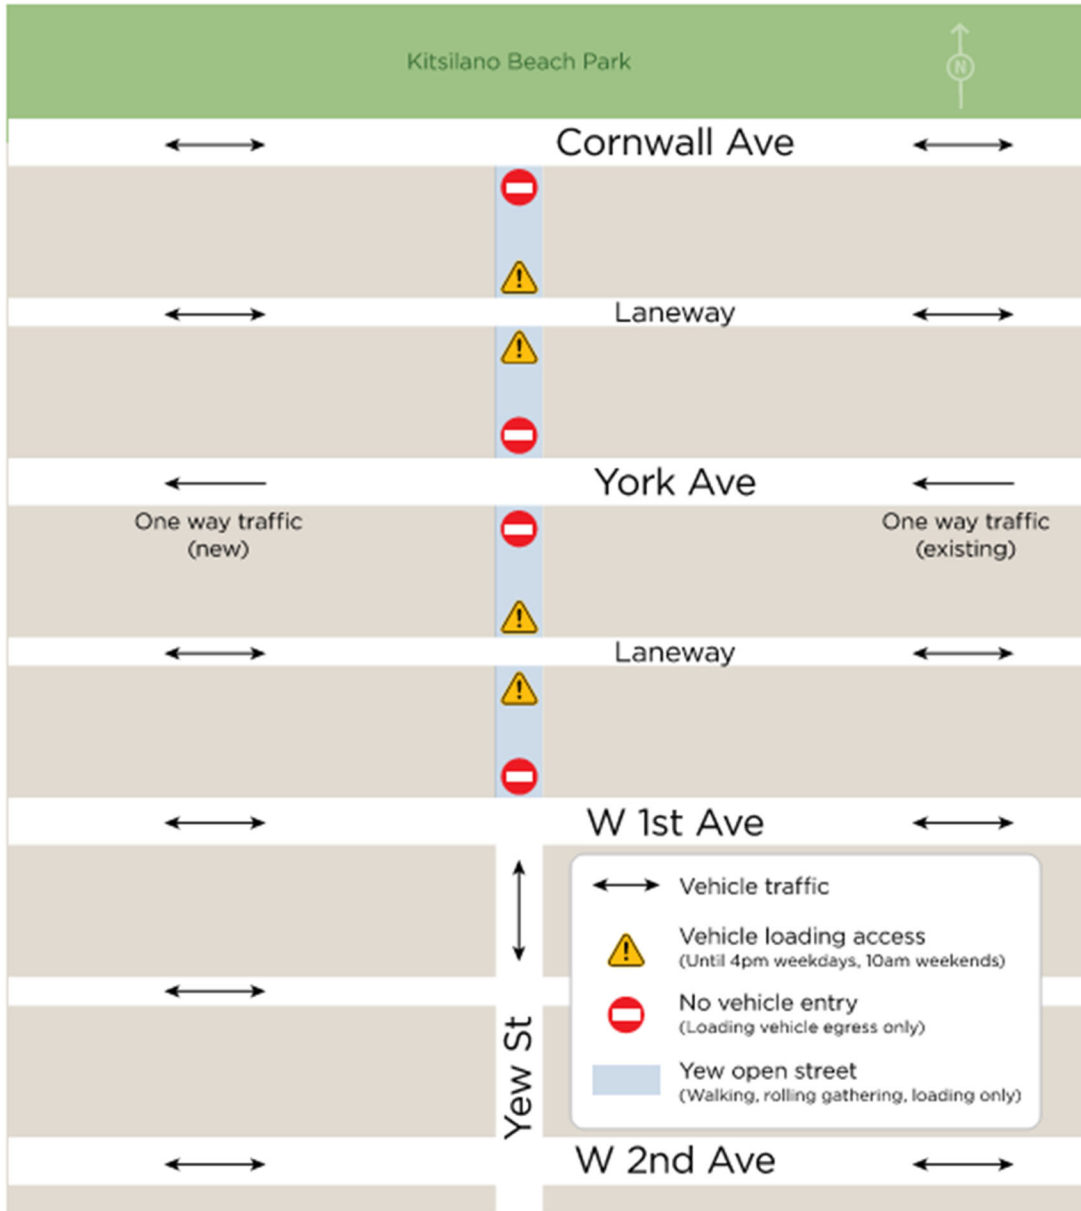 Kitsilano Beach Park
N
Cornwall Ave
Laneway
York Ave
One way traffic
(new)
One way traffic
(existing)
Laneway
W 1st Ave
Vehicle traffic
Vehicle loading access
(Until 4pm weekdays, 10am weekends)
No vehicle entry
(Loading vehicle egress only)
Yew open street
(Walking, rolling gathering, loading only)
Yew St
W 2nd Ave